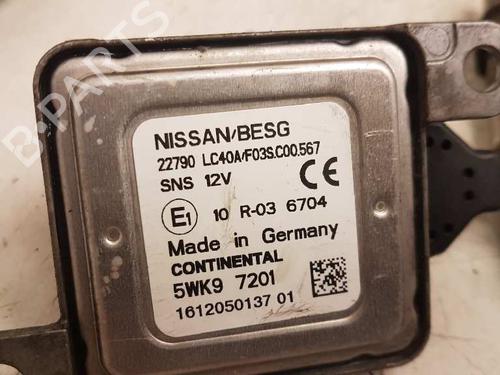 B-PARTS
NISSAN/BESG
22790 LC40A/F03S.C00.567
SNS 12V CE
E1 10 R-03 6704
Made in Germany
CONTINENTAL
5WK9 7201
1612050137 01